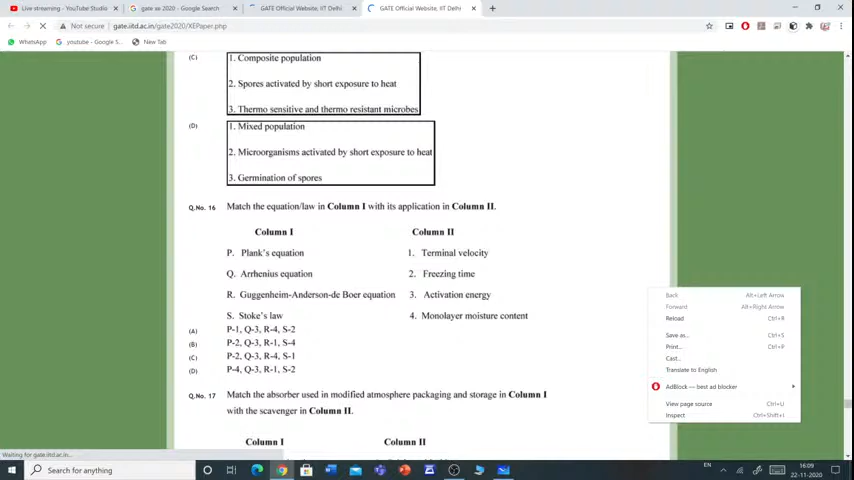 Live streaming - YouTube Studio
gate xe 2020 - Google Search
GATE Official Website, IIT Delhi
GATE Official Website, IIT Delhi
Not secure
gate.iitd.ac.in/gate2020/XEPaper.php
WhatsApp
youtube - Google S...
New Tab
(C)
1. Composite population
2. Spores activated by short exposure to heat
3. Thermo sensitive and thermo resistant microbes
(D)
1. Mixed population
2. Microorganisms activated by short exposure to heat
3. Germination of spores
Q.No. 16 Match the equation/law in Column I with its application in Column II.
Column I Column II
P. Plank's equation 1. Terminal velocity
Q. Arrhenius equation 2. Freezing time
R. Guggenheim-Anderson-de Boer equation 3. Activation energy
S. Stoke's law 4. Monolayer moisture content
(A) P-1, Q-3, R-4, S-2
(B) P-2, Q-3, R-1, S-4
(C) P-2, Q-3, R-4, S-1
(D) P-4, Q-3, R-1, S-2
Q.No. 17 Match the absorber used in modified atmosphere packaging and storage in Column I
with the scavenger in Column II.
Column I Column II
Back Alt+Left Arrow
Forward Alt+Right Arrow
Reload Ctrl+R
Save as... Ctrl+S
Print... Ctrl+P
Cast...
Translate to English
AdBlock — best ad blocker
View page source Ctrl+U
Inspect Ctrl+Shift+I
Waiting for gate.iitd.ac.in...
Search for anything
EN
16:09
22-11-2020